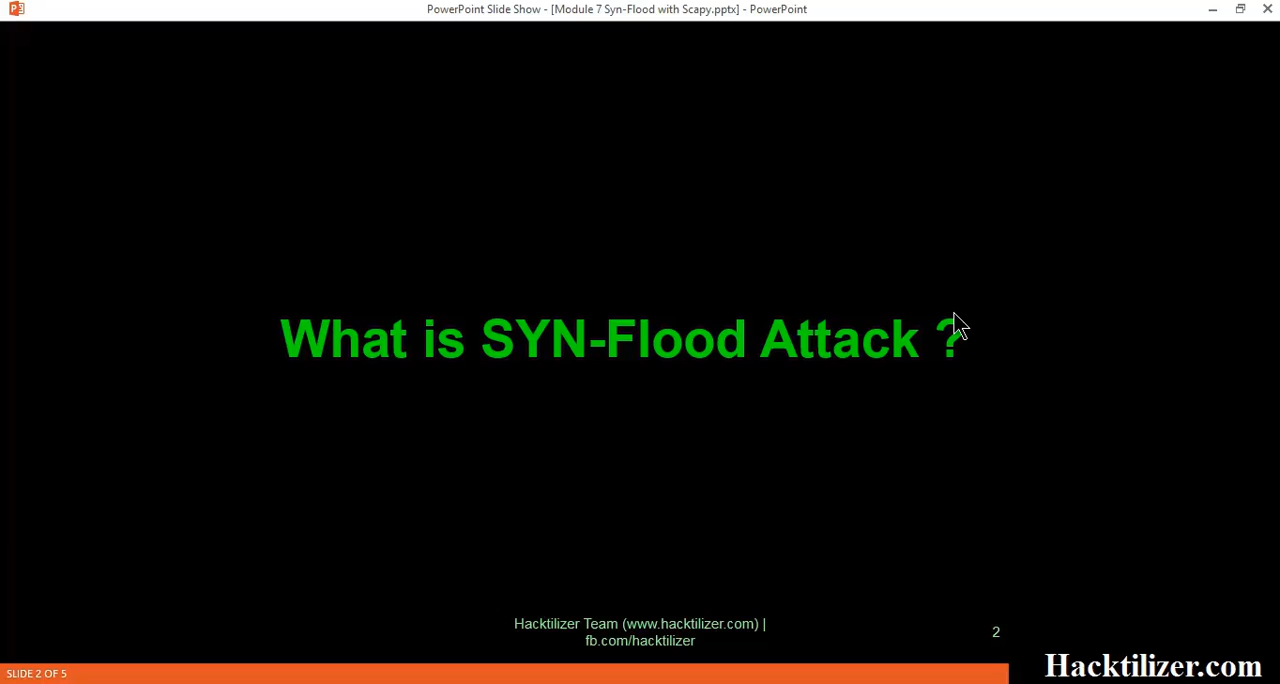 PowerPoint Slide Show - [Module 7 Syn-Flood with Scapy.pptx] - PowerPoint
What is SYN-Flood Attack ?
Hacktilizer Team (www.hacktilizer.com) |
fb.com/hacktilizer
2
SLIDE 2 OF 5
Hacktilizer.com